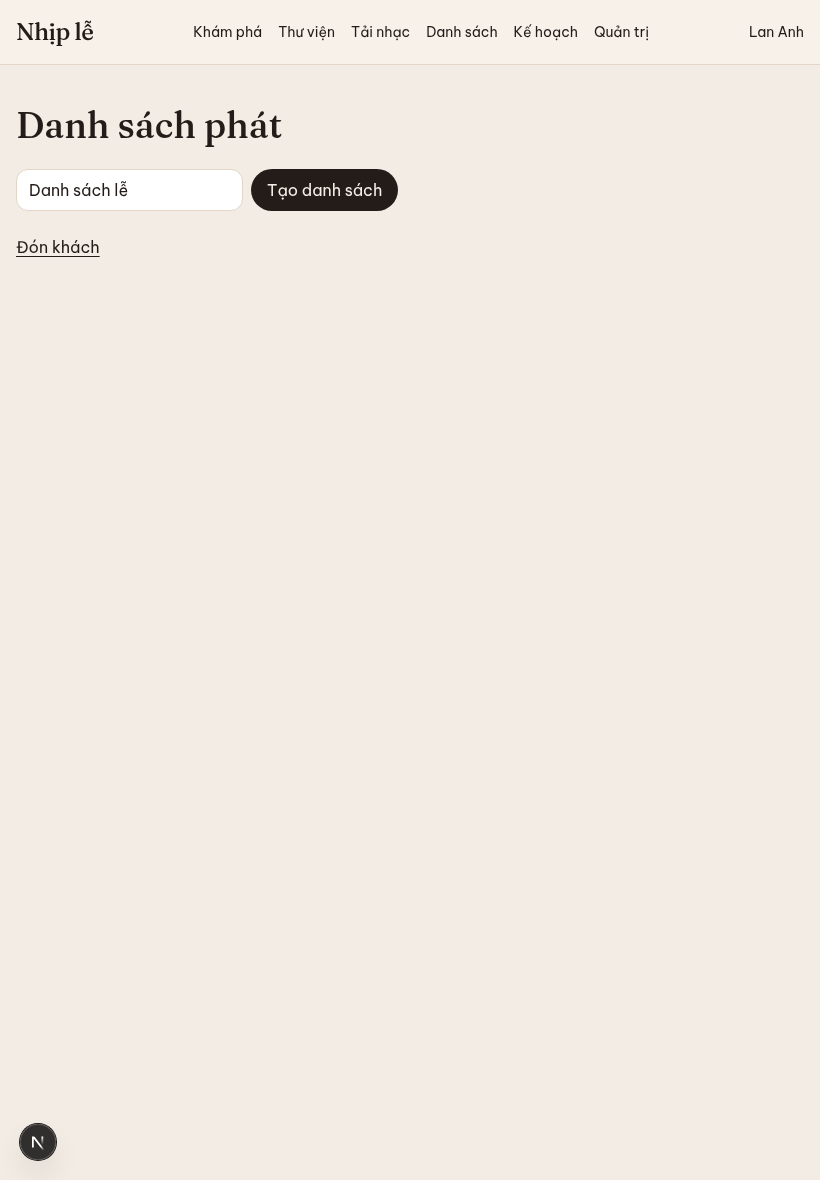 Nhịp lễ
Khám phá Thư viện Tải nhạc Danh sách Kế hoạch Quản trị
Lan Anh
Danh sách phát
Danh sách lễ
Tạo danh sách
Đón khách
N